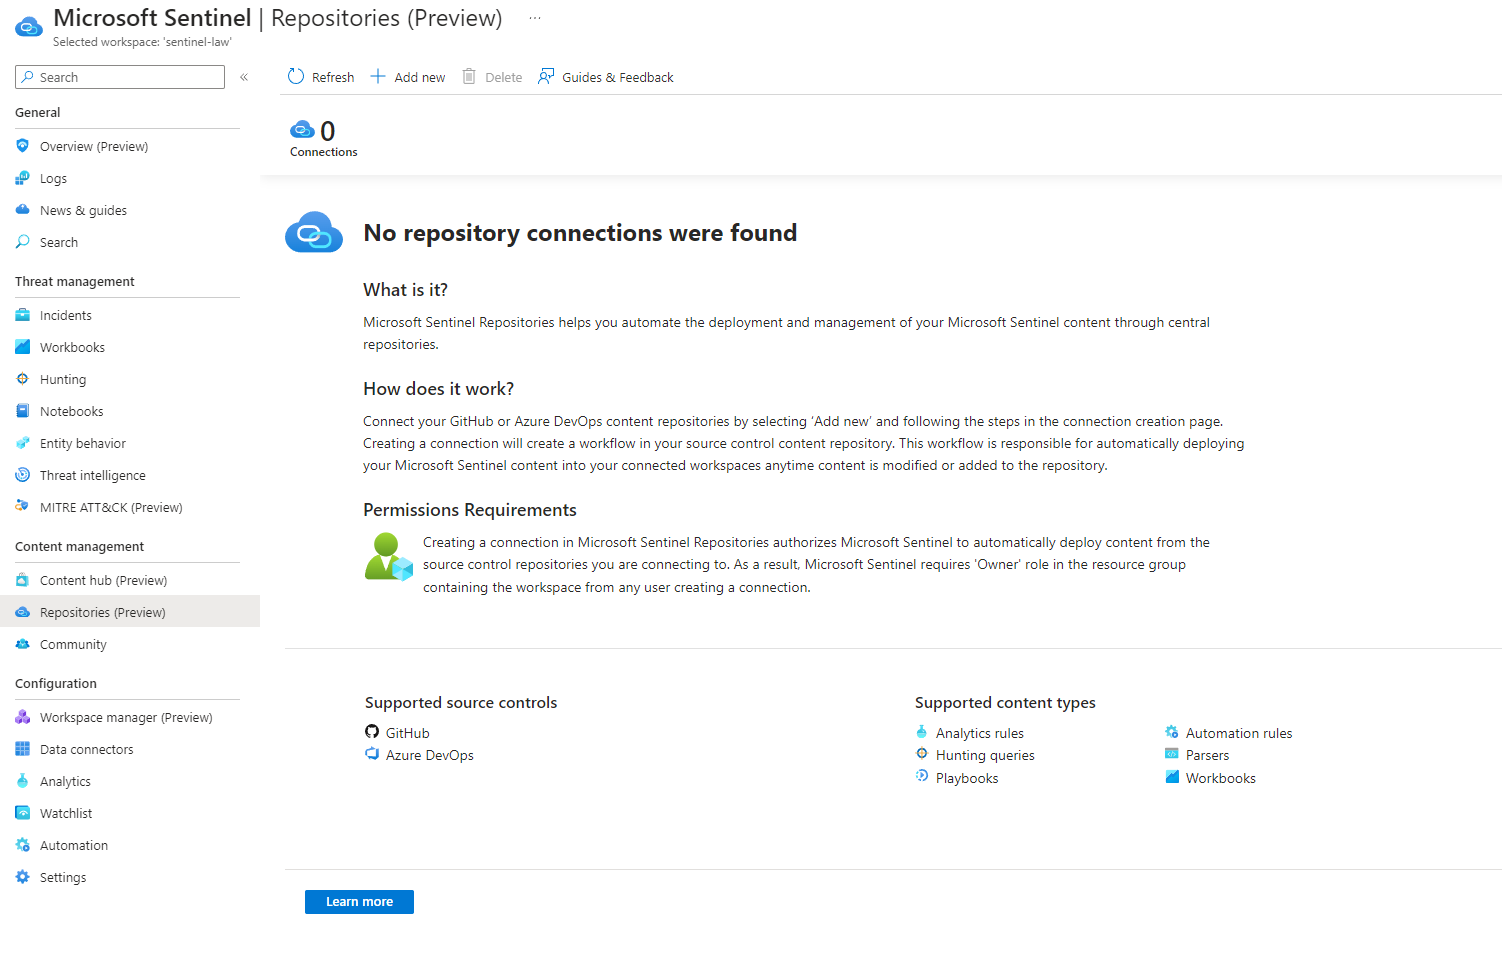 Microsoft Sentinel | Repositories (Preview) ...
Selected workspace: 'sentinel-law'
Search «
General
Overview (Preview)
Logs
News & guides
Search
Threat management
Incidents
Workbooks
Hunting
Notebooks
Entity behavior
Threat intelligence
MITRE ATT&CK (Preview)
Content management
Content hub (Preview)
Repositories (Preview)
Community
Configuration
Workspace manager (Preview)
Data connectors
Analytics
Watchlist
Automation
Settings
Refresh Add new Delete Guides & Feedback
0
Connections
No repository connections were found
What is it?
Microsoft Sentinel Repositories helps you automate the deployment and management of your Microsoft Sentinel content through central
repositories.
How does it work?
Connect your GitHub or Azure DevOps content repositories by selecting 'Add new' and following the steps in the connection creation page.
Creating a connection will create a workflow in your source control content repository. This workflow is responsible for automatically deploying
your Microsoft Sentinel content into your connected workspaces anytime content is modified or added to the repository.
Permissions Requirements
Creating a connection in Microsoft Sentinel Repositories authorizes Microsoft Sentinel to automatically deploy content from the
source control repositories you are connecting to. As a result, Microsoft Sentinel requires 'Owner' role in the resource group
containing the workspace from any user creating a connection.
Supported source controls
GitHub
Azure DevOps
Supported content types
Analytics rules
Hunting queries
Playbooks
Automation rules
Parsers
Workbooks
Learn more